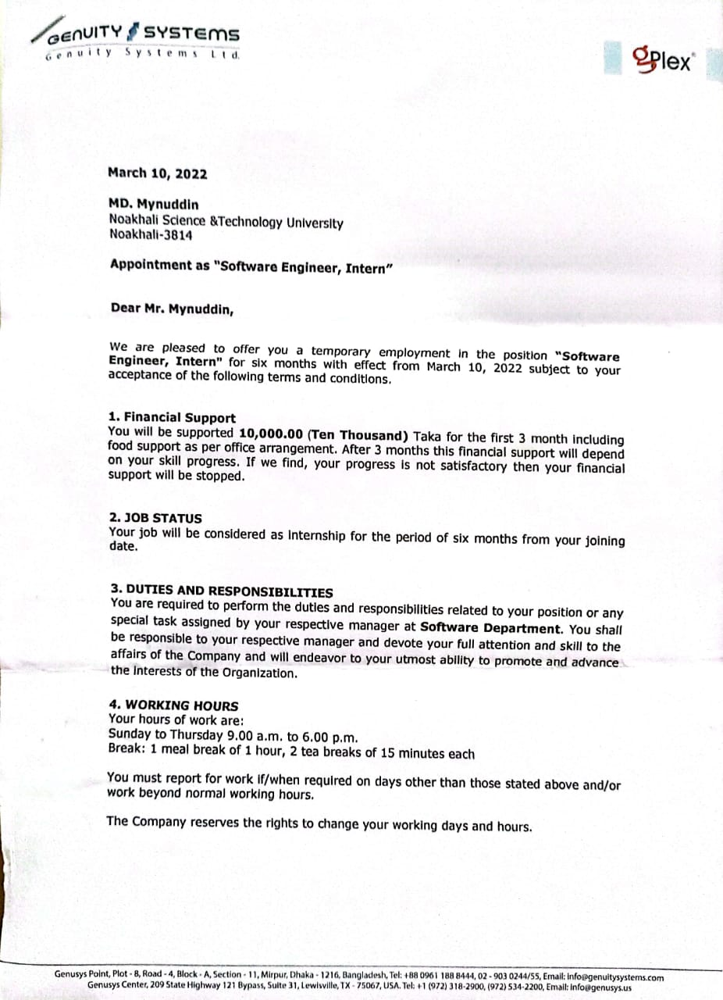 GENUITY SYSTEMS
Genuity Systems Ltd.
gPlex®
March 10, 2022
MD. Mynuddin
Noakhali Science &Technology University
Noakhali-3814
Appointment as "Software Engineer, Intern"
Dear Mr. Mynuddin,
We are pleased to offer you a temporary employment in the position "Software
Engineer, Intern" for six months with effect from March 10, 2022 subject to your
acceptance of the following terms and conditions.
1. Financial Support
You will be supported 10,000.00 (Ten Thousand) Taka for the first 3 month including
food support as per office arrangement. After 3 months this financial support will depend
on your skill progress. If we find, your progress is not satisfactory then your financial
support will be stopped.
2. JOB STATUS
Your job will be considered as Internship for the period of six months from your joining
date.
3. DUTIES AND RESPONSIBILITIES
You are required to perform the duties and responsibilities related to your position or any
special task assigned by your respective manager at Software Department. You shall
be responsible to your respective manager and devote your full attention and skill to the
affairs of the Company and will endeavor to your utmost ability to promote and advance
the Interests of the Organization.
4. WORKING HOURS
Your hours of work are:
Sunday to Thursday 9.00 a.m. to 6.00 p.m.
Break: 1 meal break of 1 hour, 2 tea breaks of 15 minutes each
You must report for work if/when required on days other than those stated above and/or
work beyond normal working hours.
The Company reserves the rights to change your working days and hours.
Genusys Point, Plot - 8, Road - 4, Block - A, Section - 11, Mirpur, Dhaka - 1216, Bangladesh, Tel: +88 0961 188 8444, 02 - 903 0244/55, Email: info@genuitysystems.com
Genusys Center, 209 State Highway 121 Bypass, Suite 31, Lewisville, TX - 75067, USA. Tel: +1 (972) 318-2900, (972) 534-2200, Email: info@genusys.us